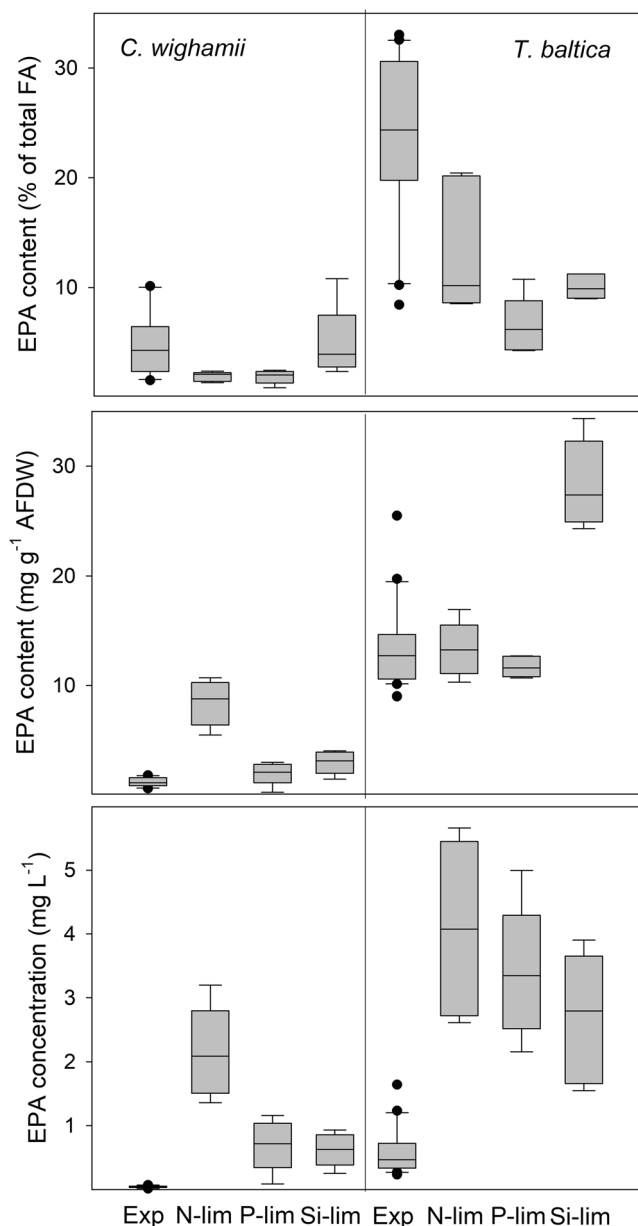 C. wighamii T. baltica
EPA content (% of total FA)
30
20
10
EPA content (mg g⁻¹ AFDW)
30
20
10
EPA concentration (mg L⁻¹)
5
4
3
2
1
Exp N-lim P-lim Si-lim Exp N-lim P-lim Si-lim